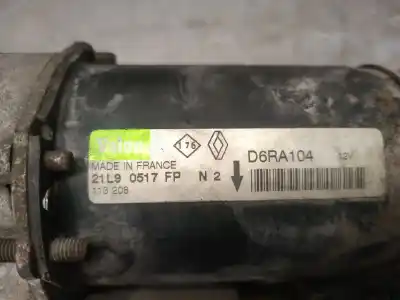 Valeo
176
D6RA104 12V
MADE IN FRANCE
21L9 0517 FP N 2
113 208